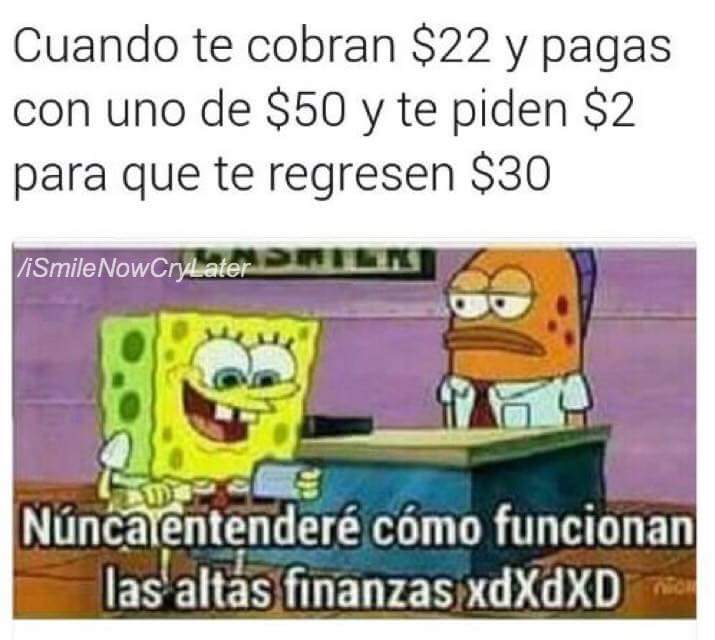 Cuando te cobran $22 y pagas
con uno de $50 y te piden $2
para que te regresen $30
CASHIER
/iSmileNowCryLater
Núnca entenderé cómo funcionan
las altas finanzas xdXdXD